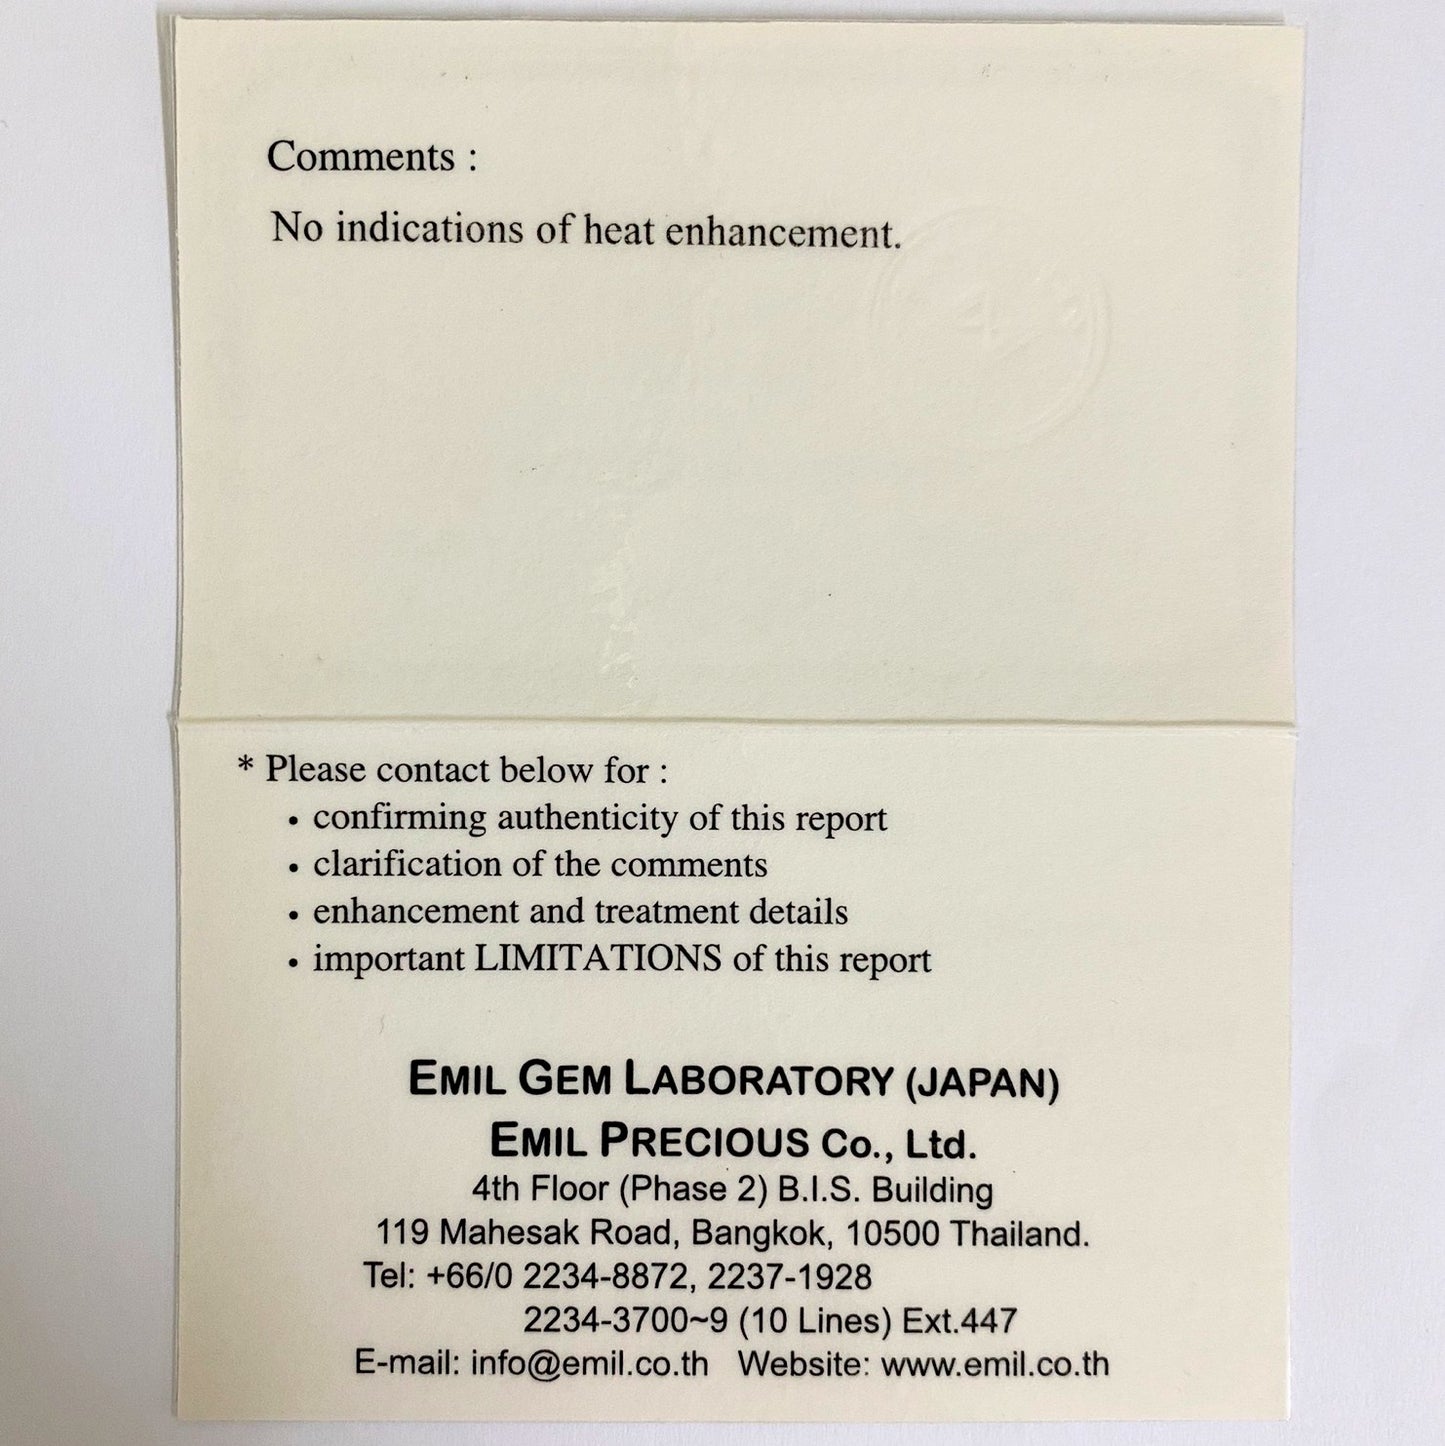 Comments :
No indications of heat enhancement.
* Please contact below for :
• confirming authenticity of this report
• clarification of the comments
• enhancement and treatment details
• important LIMITATIONS of this report
EMIL GEM LABORATORY (JAPAN)
EMIL PRECIOUS Co., Ltd.
4th Floor (Phase 2) B.I.S. Building
119 Mahesak Road, Bangkok, 10500 Thailand.
Tel: +66/0 2234-8872, 2237-1928
2234-3700~9 (10 Lines) Ext.447
E-mail: info@emil.co.th Website: www.emil.co.th